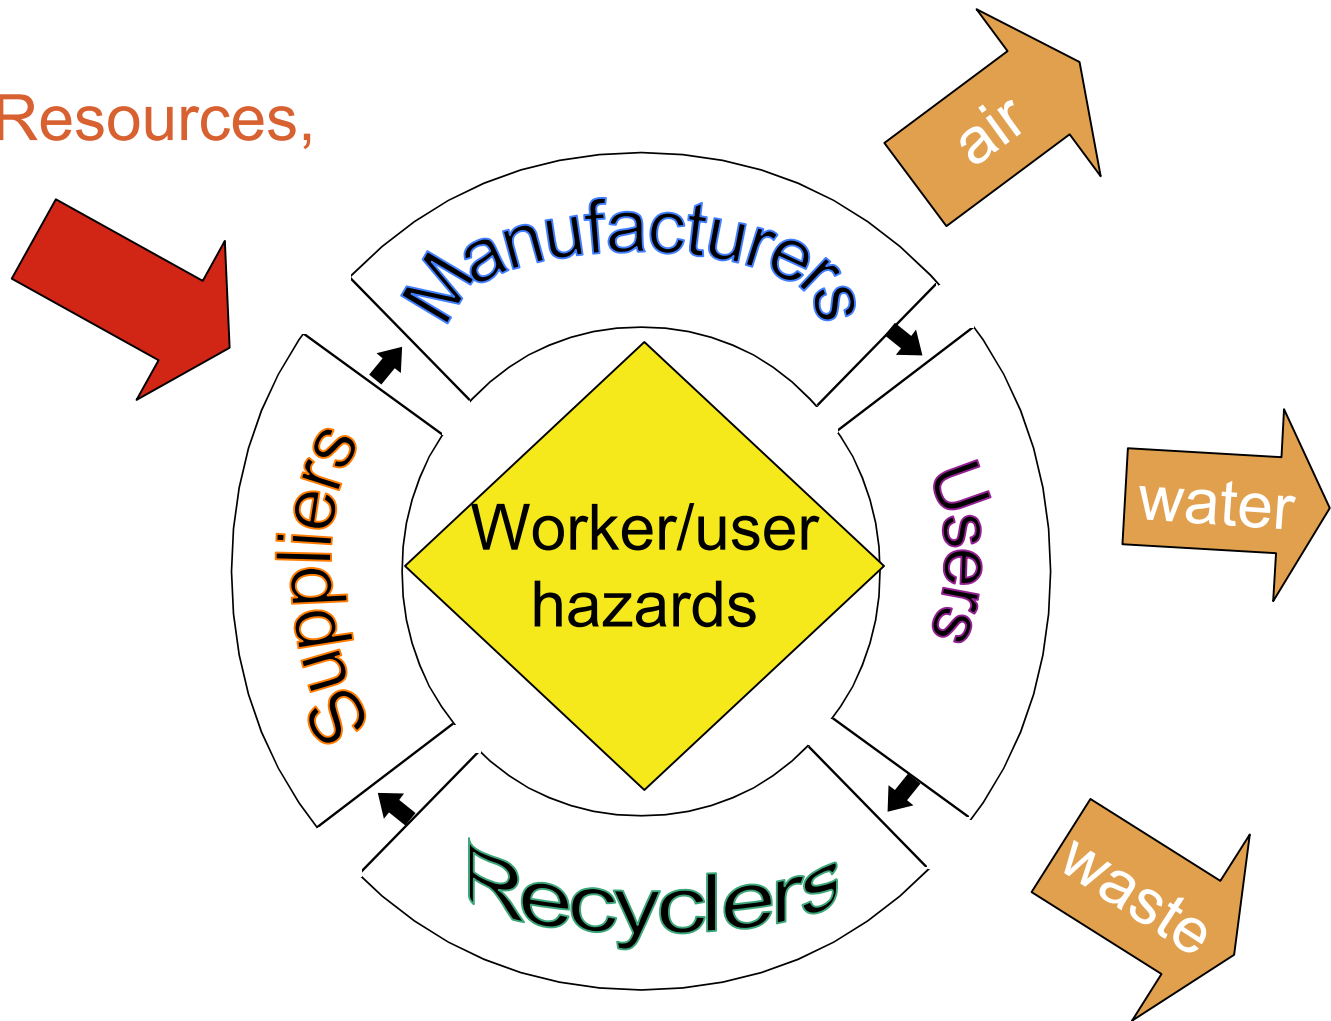 Resources,
air
Manufacturers
Suppliers
Users
water
Worker/user
hazards
Recyclers
waste